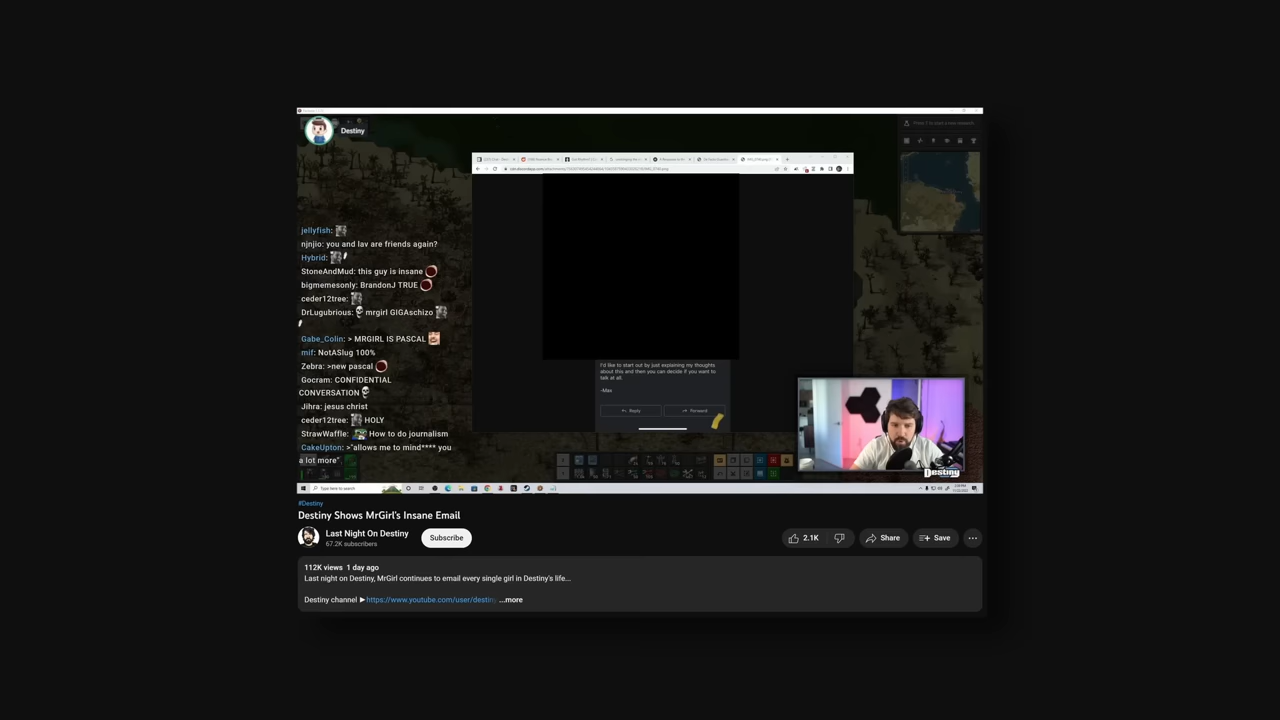 Destiny
jellyfish:
njnjio: you and lav are friends again?
Hybrid:
StoneAndMud: this guy is insane
bigmemesonly: BrandonJ TRUE
ceder12tree:
DrLugubrious: mrgirl GIGAschizo
Gabe_Colin: > MRGIRL IS PASCAL
mif: NotASlug 100%
Zebra: >new pascal
Gocram: CONFIDENTIAL
CONVERSATION
Jihra: jesus christ
ceder12tree: HOLY
StrawWaffle: How to do journalism
CakeUpton: >"allows me to mind**** you
a lot more"
I'd like to start out by just explaining my thoughts
about this and then you can decide if you want to
talk at all.
-Max
Reply
Forward
Destiny
Type here to search
#Destiny
Destiny Shows MrGirl's Insane Email
Last Night On Destiny
67.2K subscribers
Subscribe
2.1K
Share
Save
112K views 1 day ago
Last night on Destiny, MrGirl continues to email every single girl in Destiny's life...
Destiny channel ►https://www.youtube.com/user/destin
...more